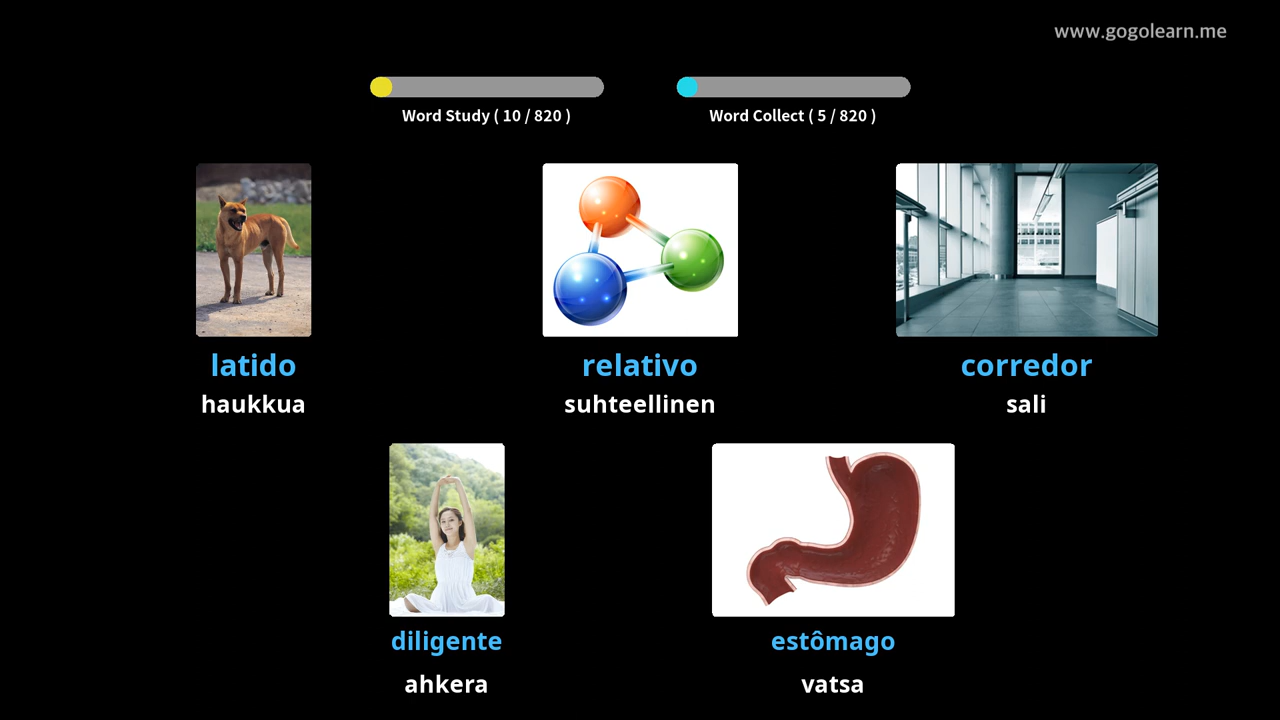 www.gogolearn.me
Word Study ( 10 / 820 )
Word Collect ( 5 / 820 )
latido
haukkua
relativo
suhteellinen
corredor
sali
diligente
ahkera
estômago
vatsa